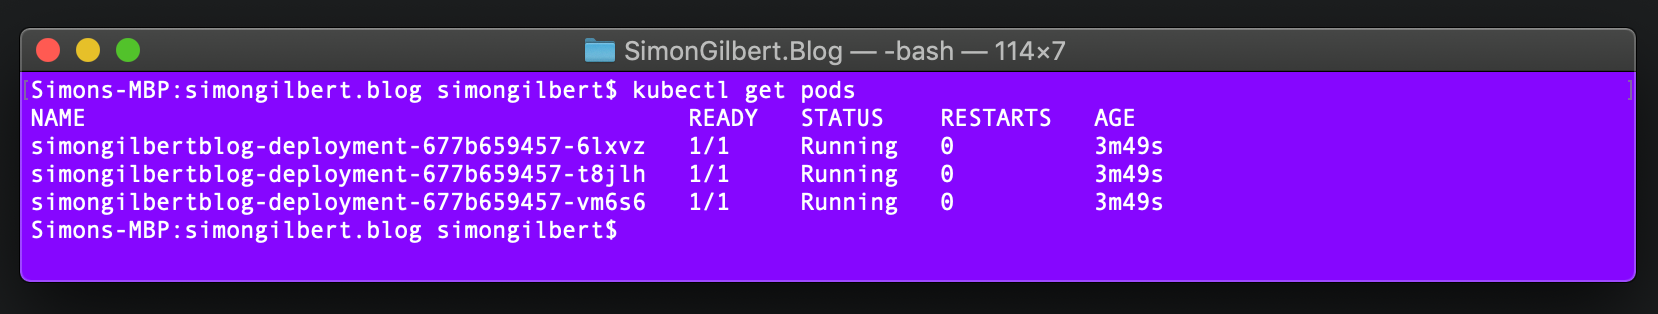 SimonGilbert.Blog — -bash — 114×7
[Simons-MBP:simongilbert.blog simongilbert$ kubectl get pods ]
NAME READY STATUS RESTARTS AGE
simongilbertblog-deployment-677b659457-6lxvz 1/1 Running 0 3m49s
simongilbertblog-deployment-677b659457-t8jlh 1/1 Running 0 3m49s
simongilbertblog-deployment-677b659457-vm6s6 1/1 Running 0 3m49s
Simons-MBP:simongilbert.blog simongilbert$